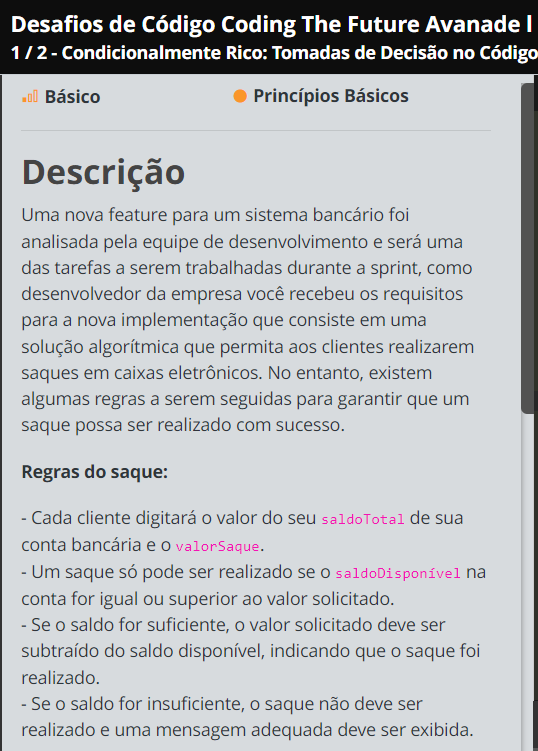 Desafios de Código Coding The Future Avanade l
1 / 2 - Condicionalmente Rico: Tomadas de Decisão no Código
Básico
Princípios Básicos
Descrição
Uma nova feature para um sistema bancário foi
analisada pela equipe de desenvolvimento e será uma
das tarefas a serem trabalhadas durante a sprint, como
desenvolvedor da empresa você recebeu os requisitos
para a nova implementação que consiste em uma
solução algorítmica que permita aos clientes realizarem
saques em caixas eletrônicos. No entanto, existem
algumas regras a serem seguidas para garantir que um
saque possa ser realizado com sucesso.
Regras do saque:
- Cada cliente digitará o valor do seu saldoTotal de sua
conta bancária e o valorSaque.
- Um saque só pode ser realizado se o saldoDisponível na
conta for igual ou superior ao valor solicitado.
- Se o saldo for suficiente, o valor solicitado deve ser
subtraído do saldo disponível, indicando que o saque foi
realizado.
- Se o saldo for insuficiente, o saque não deve ser
realizado e uma mensagem adequada deve ser exibida.